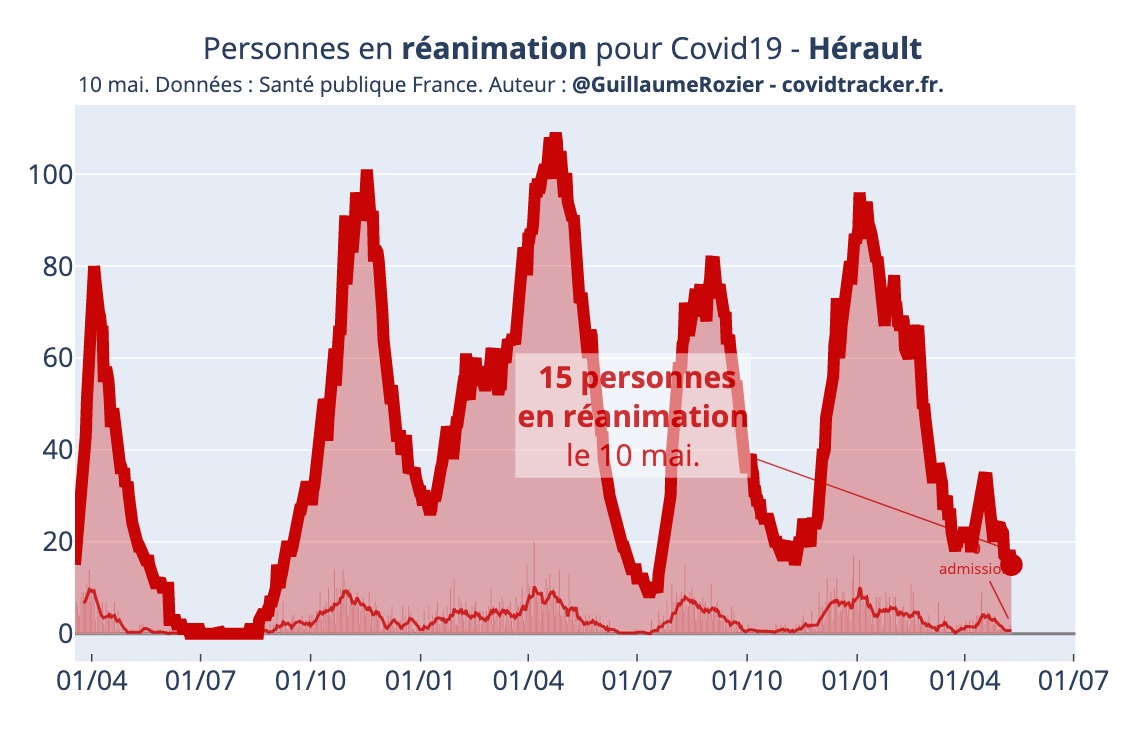 Personnes en réanimation pour Covid19 - Hérault
10 mai. Données : Santé publique France. Auteur : @GuillaumeRozier - covidtracker.fr.
100
80
60
40
20
0
15 personnes
en réanimation
le 10 mai.
01/04 01/07 01/10 01/01 01/04 01/07 01/10 01/01 01/04 01/07